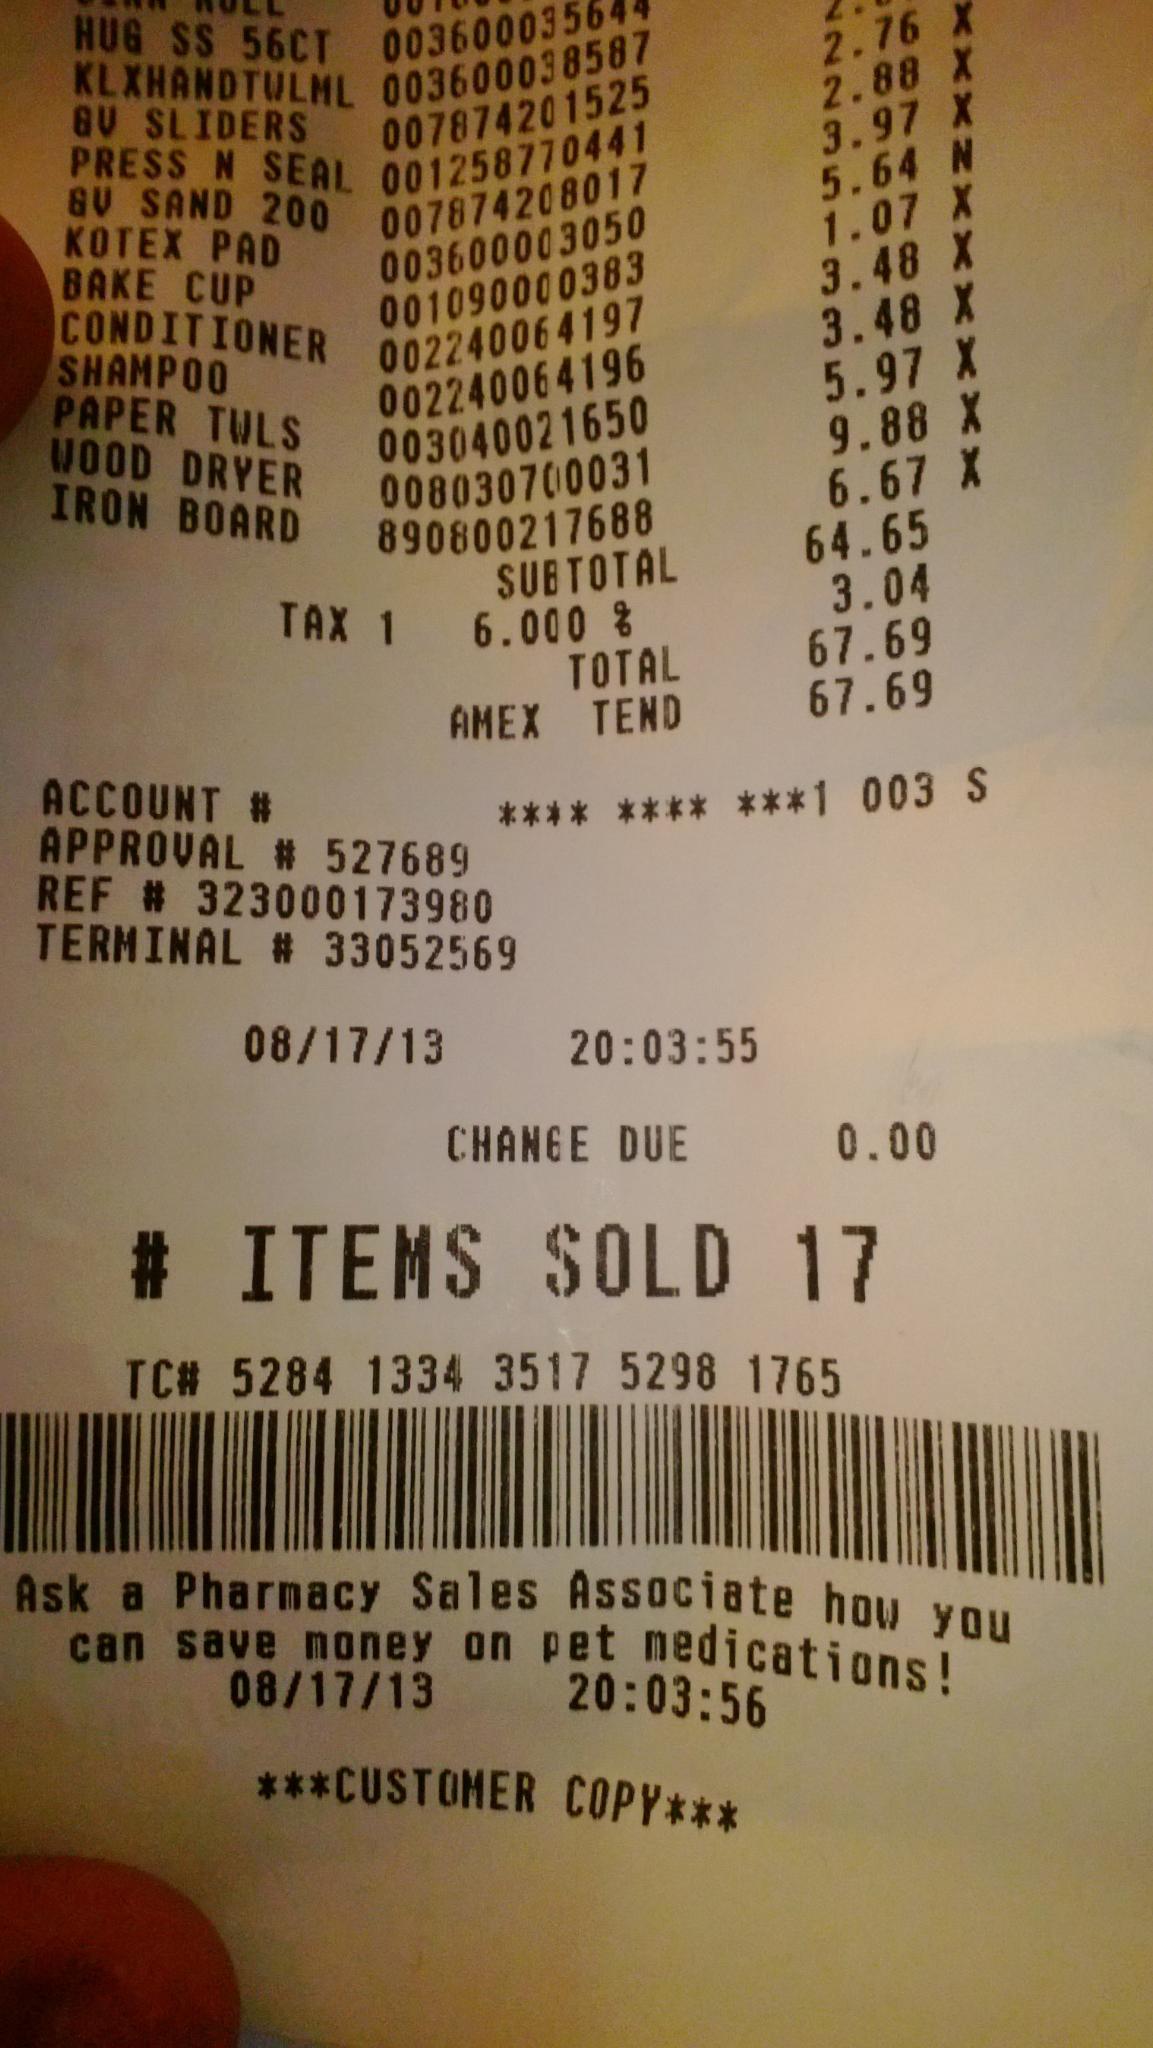 HUG SS 56CT 003600035644
KLXHANDTWLML 003600038587
GV SLIDERS 007874201525 2.76 X
PRESS N SEAL 001258770441 2.88 X
GV SAND 200 007874208017 3.97 X
KOTEX PAD 003600003050 5.64 N
BAKE CUP 001090000383 1.07 X
CONDITIONER 002240064197 3.48 X
SHAMPOO 002240064196 3.48 X
PAPER TWLS 003040021650 5.97 X
WOOD DRYER 008030700031 9.88 X
IRON BOARD 890800217688 6.67 X
SUBTOTAL 64.65
TAX 1 6.000 % 3.04
TOTAL 67.69
AMEX TEND 67.69
ACCOUNT # **** **** ***1 003 S
APPROVAL # 527689
REF # 323000173980
TERMINAL # 33052569
08/17/13 20:03:55
CHANGE DUE 0.00
# ITEMS SOLD 17
TC# 5284 1334 3517 5298 1765
Ask a Pharmacy Sales Associate how you
can save money on pet medications!
08/17/13 20:03:56
***CUSTOMER COPY***